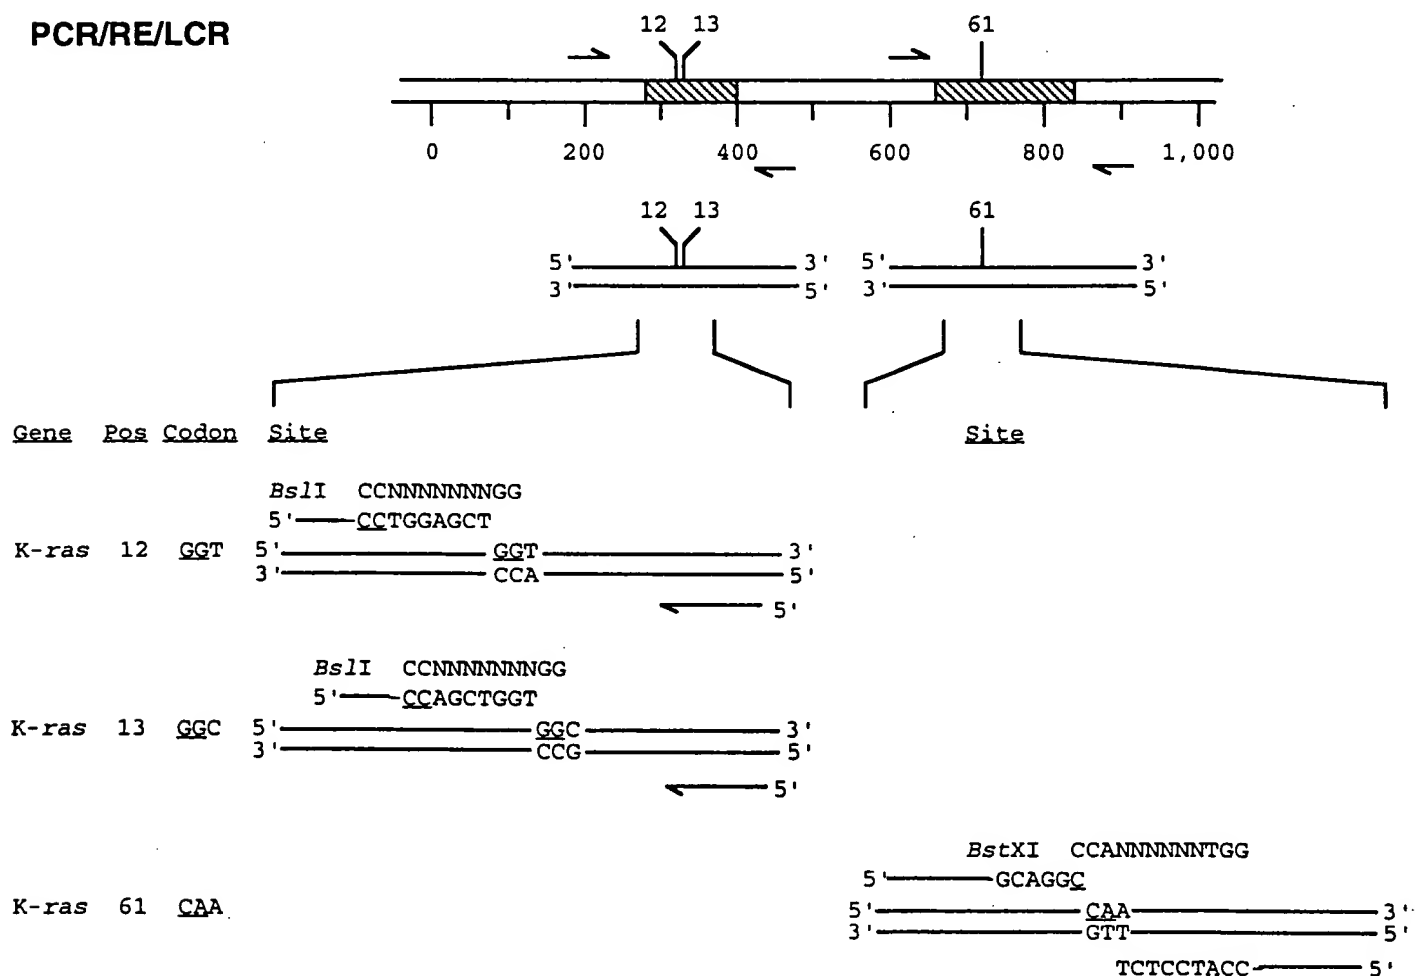 PCR/RE/LCR
12 13 61
0 200 400 600 800 1,000
12 13 61
5' 3' 5' 3'
3' 5' 3' 5'
Gene Pos Codon Site Site
BslI CCNNNNNNNGG
5' CCTGGAGCT
K-ras 12 GGT 5' GGT 3'
3' CCA 5'
5'
BslI CCNNNNNNNGG
5' CCAGCTGGT
K-ras 13 GGC 5' GGC 3'
3' CCG 5'
5'
BstXI CCANNNNNNTGG
5' GCAGGC
K-ras 61 CAA 5' CAA 3'
3' GTT 5'
TCTCCTACC 5'